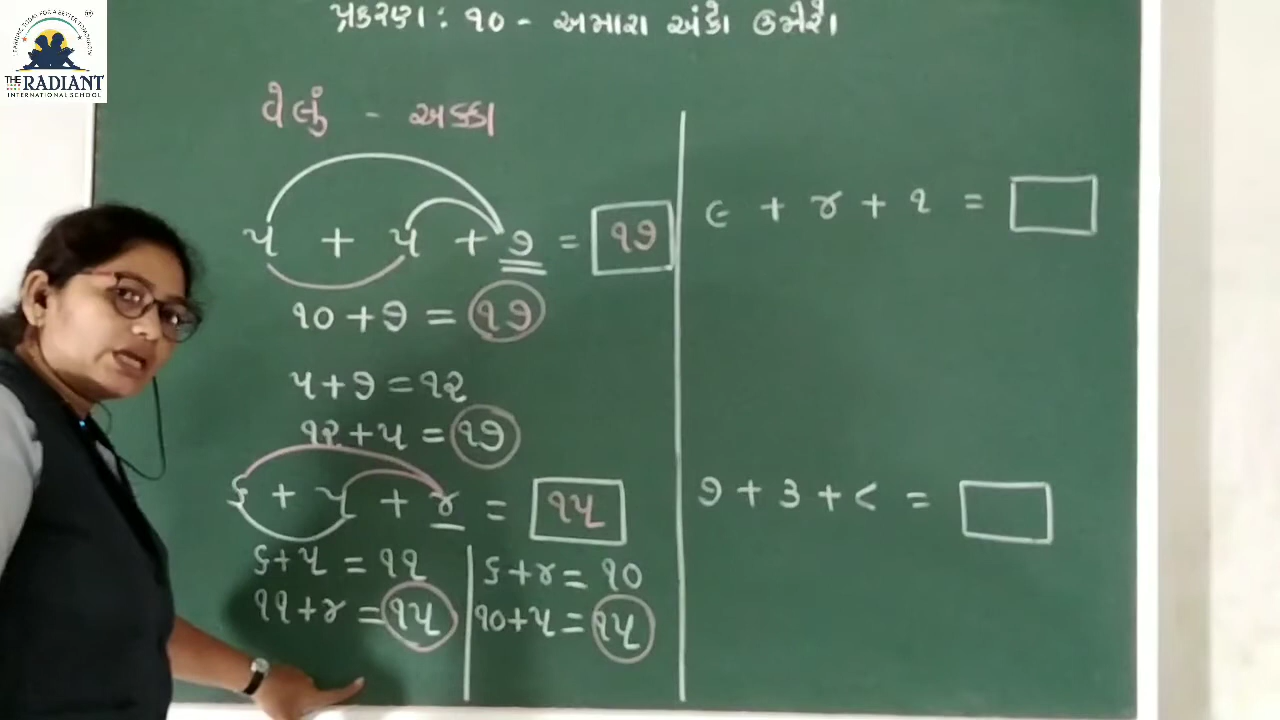 THE RADIANT
INTERNATIONAL SCHOOL
પ્રકરણ : ૧૦ - અમારા અંકો ઉમેરો
વેલું - અક્કા
૫ + ૫ + ૭ = ૧૭
૧૦ + ૭ = ૧૭
૫ + ૭ = ૧૨
૧૨ + ૫ = ૧૭
૬ + ૫ + ૪ = ૧૫
૬ + ૫ = ૧૧
૧૧ + ૪ = ૧૫
૬ + ૪ = ૧૦
૧૦ + ૫ = ૧૫
૯ + ૪ + ૧ =
૭ + ૩ + ૮ =